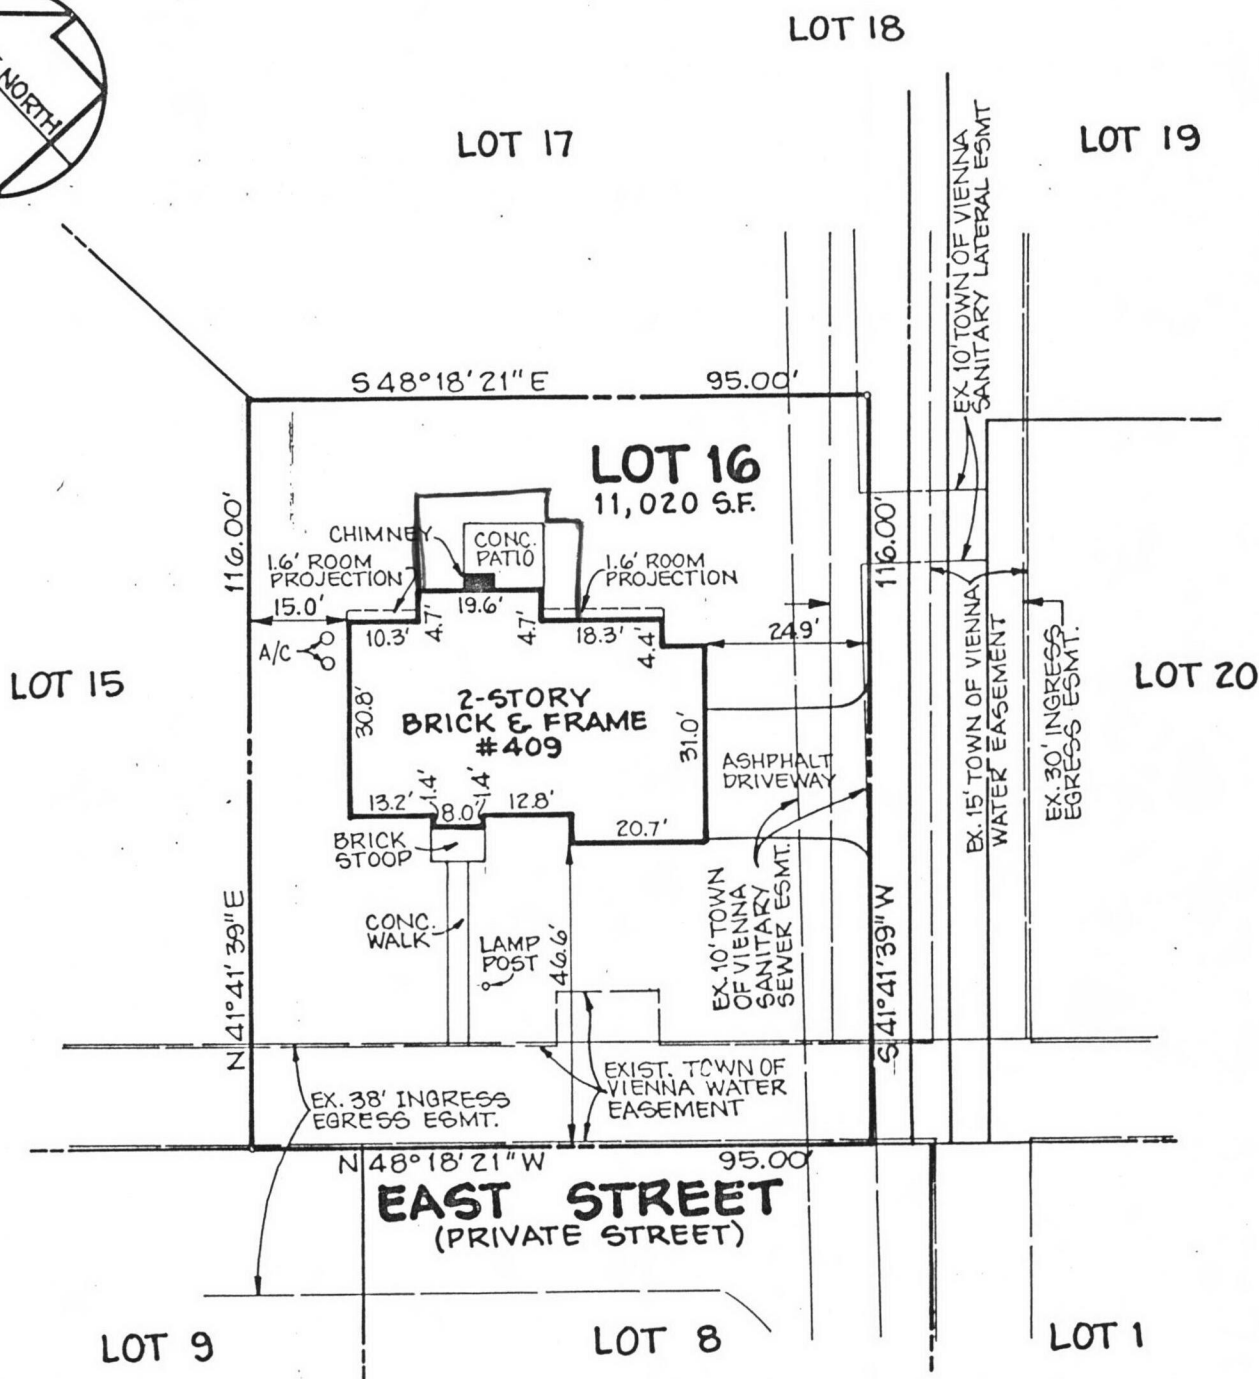 LOT 18
NORTH
LOT 17
LOT 19
EX. 10' TOWN OF VIENNA
SANITARY LATERAL ESMT
S 48°18'21" E
95.00'
LOT 16
11,020 S.F.
116.00'
116.00'
CHIMNEY
CONC.
PATIO
1.6' ROOM
PROJECTION
1.6' ROOM
PROJECTION
15.0'
19.6'
10.3'
4.7'
4.7'
18.3'
4.4'
24.9'
A/C
LOT 15
LOT 20
30.8'
2-STORY
BRICK & FRAME
#409
31.0'
ASHPHALT
DRIVEWAY
EX. 15' TOWN OF VIENNA
WATER EASEMENT
EX. 30' INGRESS
EGRESS ESMT.
13.2'
1.4'
8.0'
1.4'
12.8'
20.7'
BRICK
STOOP
CONC.
WALK
LAMP
POST
46.6'
EX. 10' TOWN
OF VIENNA
SANITARY
SEWER ESMT.
N 41°41'39" E
S 41°41'39" W
EX. 38' INGRESS
EGRESS ESMT.
EXIST. TOWN OF
VIENNA WATER
EASEMENT
N 48°18'21" W
95.00'
EAST STREET
(PRIVATE STREET)
LOT 9
LOT 8
LOT 1